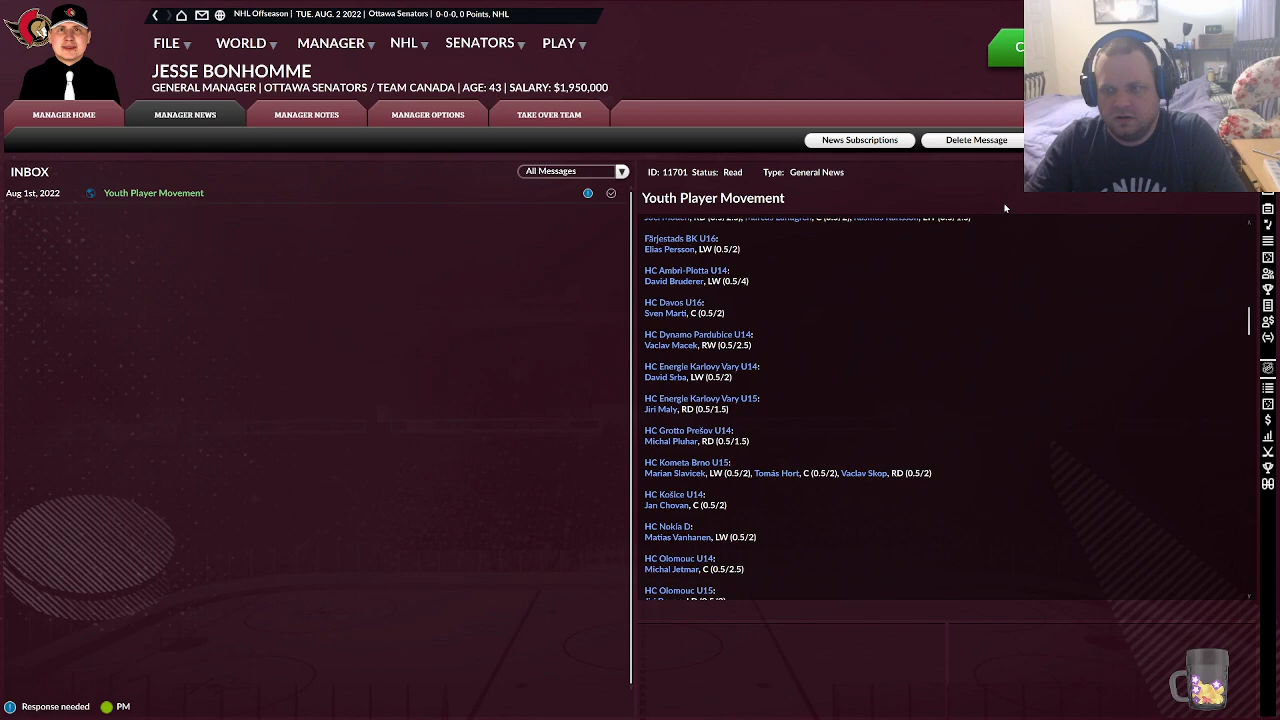 NHL Offseason | TUE. AUG. 2 2022 | Ottawa Senators | 0-0-0, 0 Points, NHL
FILE WORLD MANAGER NHL SENATORS PLAY
JESSE BONHOMME
GENERAL MANAGER | OTTAWA SENATORS / TEAM CANADA | AGE: 43 | SALARY: $1,950,000
MANAGER HOME MANAGER NEWS MANAGER NOTES MANAGER OPTIONS TAKE OVER TEAM
News Subscriptions Delete Message
INBOX All Messages
Aug 1st, 2022 Youth Player Movement
ID: 11701 Status: Read Type: General News
Youth Player Movement
Färjestads BK U16:
Elias Persson, LW (0.5/2)
HC Ambrì-Piotta U14:
David Bruderer, LW (0.5/4)
HC Davos U16:
Sven Marti, C (0.5/2)
HC Dynamo Pardubice U14:
Vaclav Macek, RW (0.5/2.5)
HC Energie Karlovy Vary U14:
David Srba, LW (0.5/2)
HC Energie Karlovy Vary U15:
Jiri Maly, RD (0.5/1.5)
HC Grotto Prešov U14:
Michal Pluhar, RD (0.5/1.5)
HC Kometa Brno U15:
Marian Slavicek, LW (0.5/2), Tomás Hort, C (0.5/2), Vaclav Skop, RD (0.5/2)
HC Košice U14:
Jan Chovan, C (0.5/2)
HC Nokia D:
Matias Vanhanen, LW (0.5/2)
HC Olomouc U14:
Michal Jetmar, C (0.5/2.5)
HC Olomouc U15:
Response needed PM